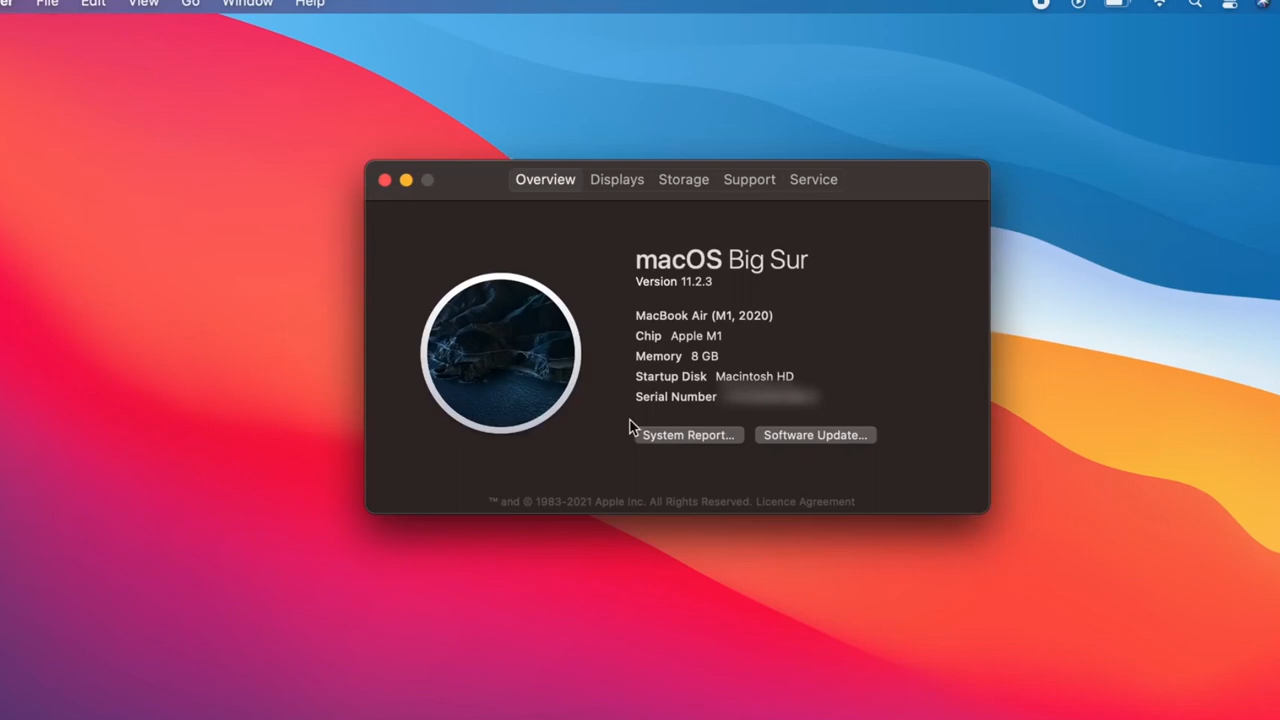 File Edit View Go Window Help
Overview Displays Storage Support Service
macOS Big Sur
Version 11.2.3
MacBook Air (M1, 2020)
Chip Apple M1
Memory 8 GB
Startup Disk Macintosh HD
Serial Number
System Report... Software Update...
™ and © 1983-2021 Apple Inc. All Rights Reserved. Licence Agreement